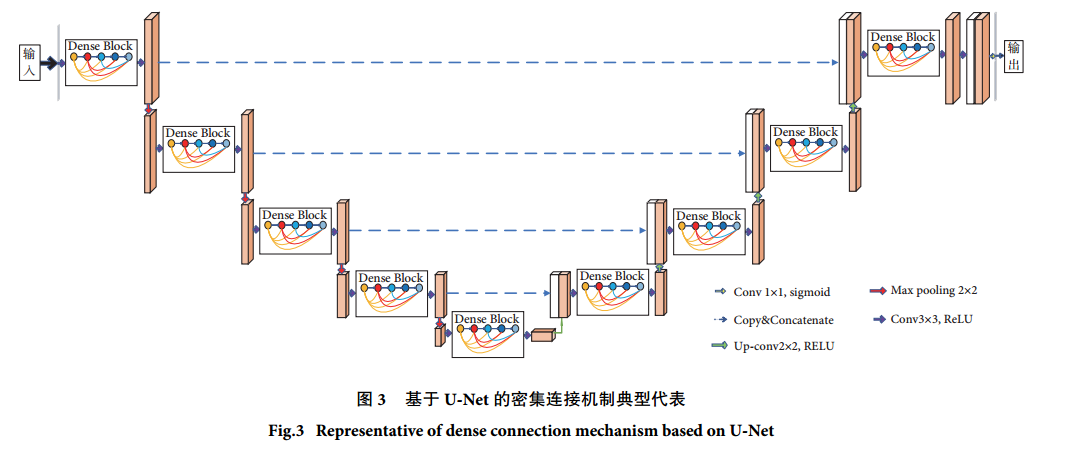 输入
Dense Block
Dense Block
Dense Block
Dense Block
Dense Block
Dense Block
Dense Block
Dense Block
Dense Block
输出
Conv 1×1, sigmoid
Max pooling 2×2
Copy&Concatenate
Conv3×3, ReLU
Up-conv2×2, RELU
图 3 基于 U-Net 的密集连接机制典型代表
Fig.3 Representative of dense connection mechanism based on U-Net